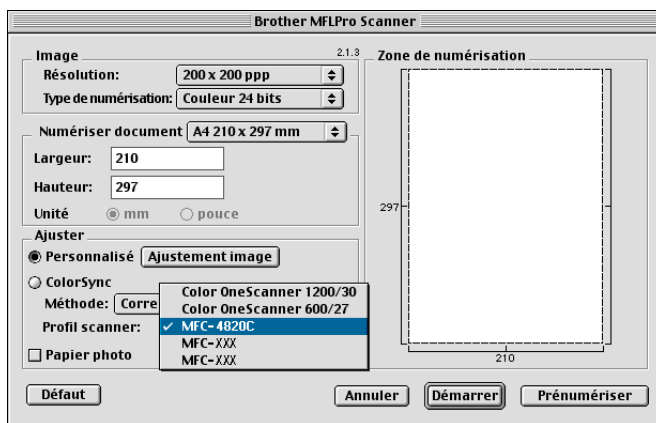 Brother MFLPro Scanner
Image
2.1.3
Résolution: 200 x 200 ppp
Type de numérisation: Couleur 24 bits
Numériser document A4 210 x 297 mm
Largeur: 210
Hauteur: 297
Unité mm pouce
Ajuster
Personnalisé Ajustement image
ColorSync
Méthode: Corre
Profil scanner:
Color OneScanner 1200/30
Color OneScanner 600/27
✓ MFC-4820C
MFC-XXX
MFC-XXX
Papier photo
Zone de numérisation
297
210
Défaut
Annuler
Démarrer
Prénumériser